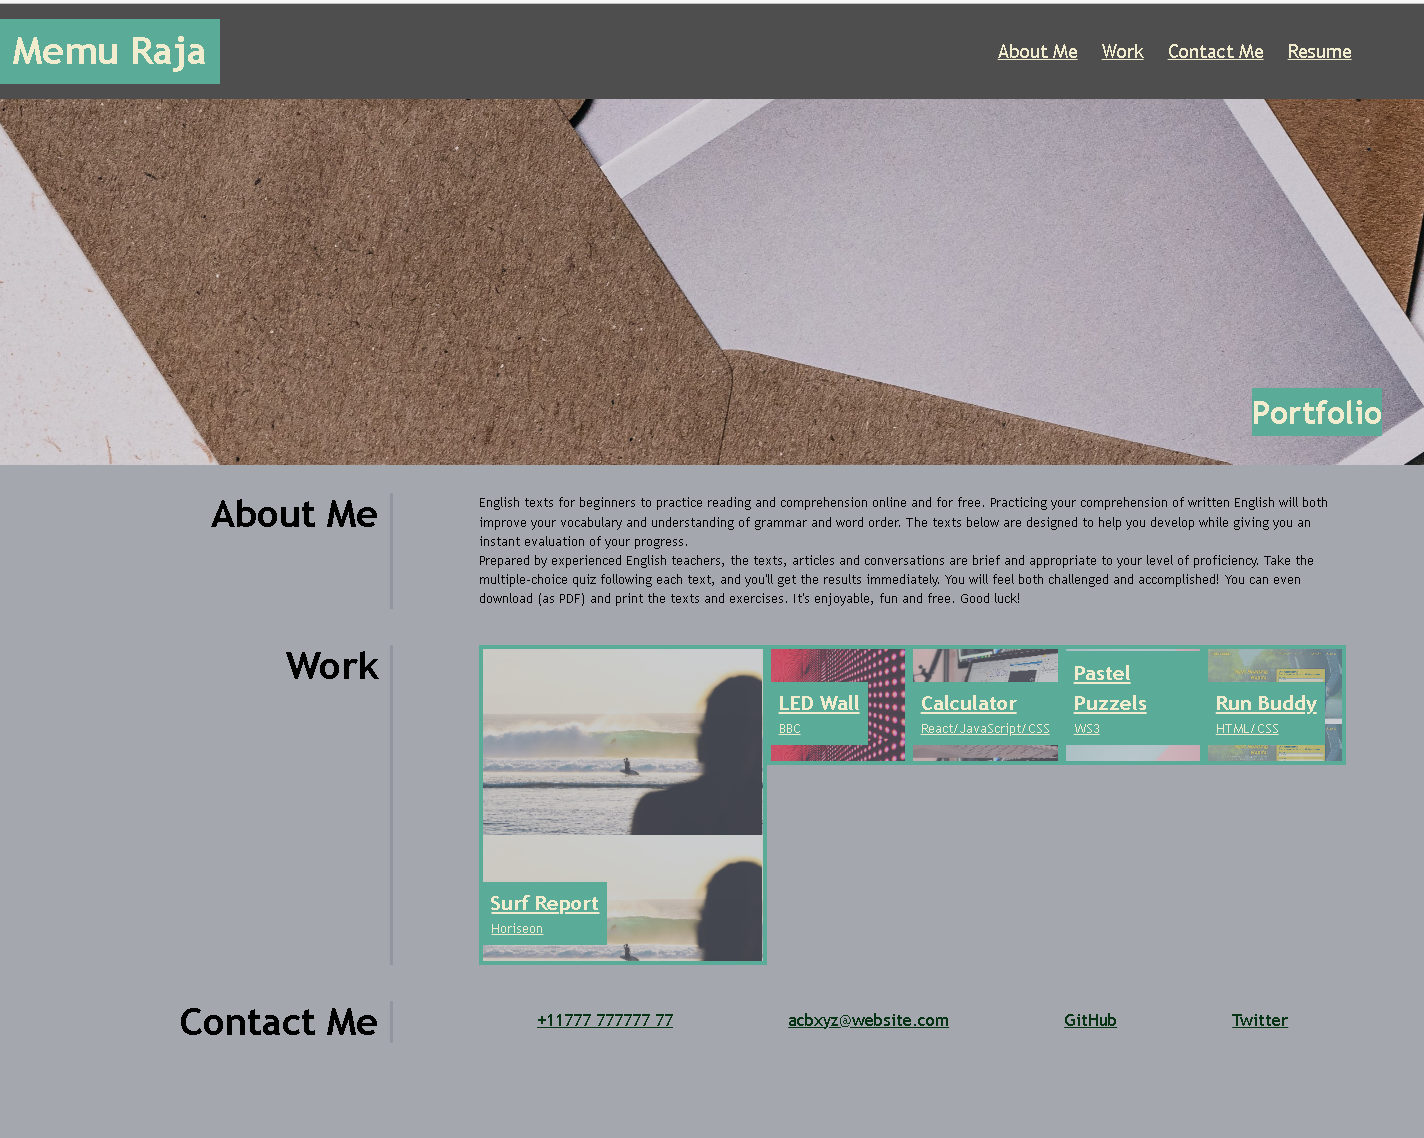 Memu Raja
About Me Work Contact Me Resume
Portfolio
About Me
English texts for beginners to practice reading and comprehension online and for free. Practicing your comprehension of written English will both
improve your vocabulary and understanding of grammar and word order. The texts below are designed to help you develop while giving you an
instant evaluation of your progress.
Prepared by experienced English teachers, the texts, articles and conversations are brief and appropriate to your level of proficiency. Take the
multiple-choice quiz following each text, and you'll get the results immediately. You will feel both challenged and accomplished! You can even
download (as PDF) and print the texts and exercises. It's enjoyable, fun and free. Good luck!
Work
Surf Report
Horiseon
LED Wall
BBC
Calculator
React/JavaScript/CSS
Pastel
Puzzels
WS3
Run Buddy
HTML/CSS
Contact Me
+11777 777777 77
acbxyz@website.com
GitHub
Twitter